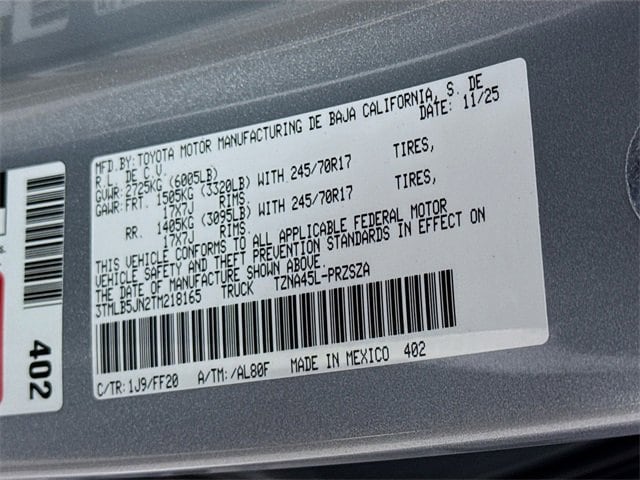 MFD.BY:TOYOTA MOTOR MANUFACTURING DE BAJA CALIFORNIA, S. DE
R.L. DE C.V. DATE: 11/25
GVWR: 2725KG (6005LB)
GAWR: FRT. 1505KG (3320LB) WITH 245/70R17 TIRES,
17X7J RIMS.
RR. 1405KG (3095LB) WITH 245/70R17 TIRES,
17X7J RIMS.
THIS VEHICLE CONFORMS TO ALL APPLICABLE FEDERAL MOTOR
VEHICLE SAFETY AND THEFT PREVENTION STANDARDS IN EFFECT ON
THE DATE OF MANUFACTURE SHOWN ABOVE.
3TMLB5JN2TM218165 TRUCK TZNA45L-PRZSZA
C/TR: 1J9/FF20 A/TM: /AL80F MADE IN MEXICO 402
402